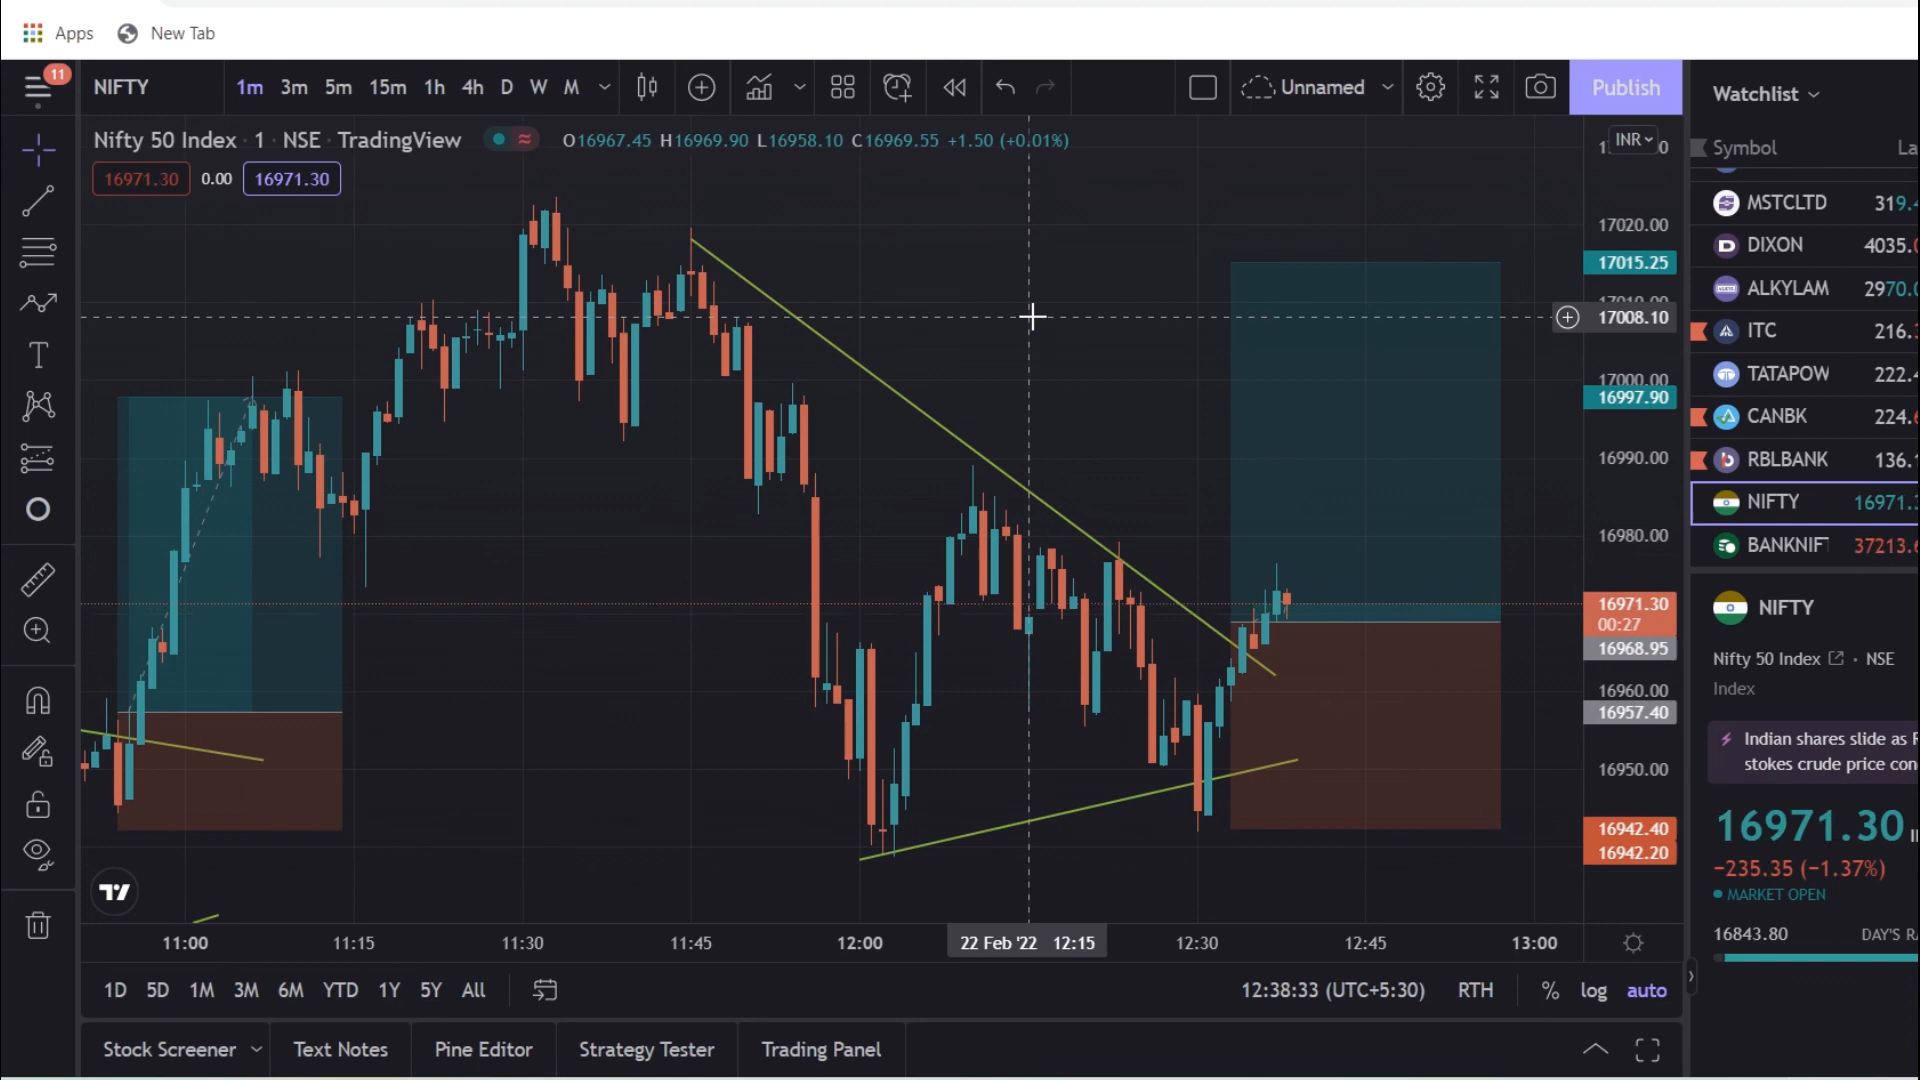 Apps New Tab
11 NIFTY 1m 3m 5m 15m 1h 4h D W M Unnamed Publish Watchlist
Nifty 50 Index · 1 · NSE · TradingView O16967.45 H16969.90 L16958.10 C16969.55 +1.50 (+0.01%) INR
16971.30 0.00 16971.30
Symbol
MSTCLTD
DIXON 4035.
ALKYLAM 2970.
ITC 216.
TATAPOW 222.
CANBK 224.
RBLBANK 136.
NIFTY 16971.
BANKNIF 37213.
17020.00
17015.25
17008.10
17000.00
16997.90
16990.00
16980.00
16971.30
00:27
16968.95
16960.00
16957.40
16950.00
16942.40
16942.20
NIFTY
Nifty 50 Index · NSE
Index
Indian shares slide as
stokes crude price con
16971.30
−235.35 (−1.37%)
MARKET OPEN
16843.80 DAY'S
11:00 11:15 11:30 11:45 12:00 22 Feb '22 12:15 12:30 12:45 13:00
1D 5D 1M 3M 6M YTD 1Y 5Y All 12:38:33 (UTC+5:30) RTH % log auto
Stock Screener Text Notes Pine Editor Strategy Tester Trading Panel